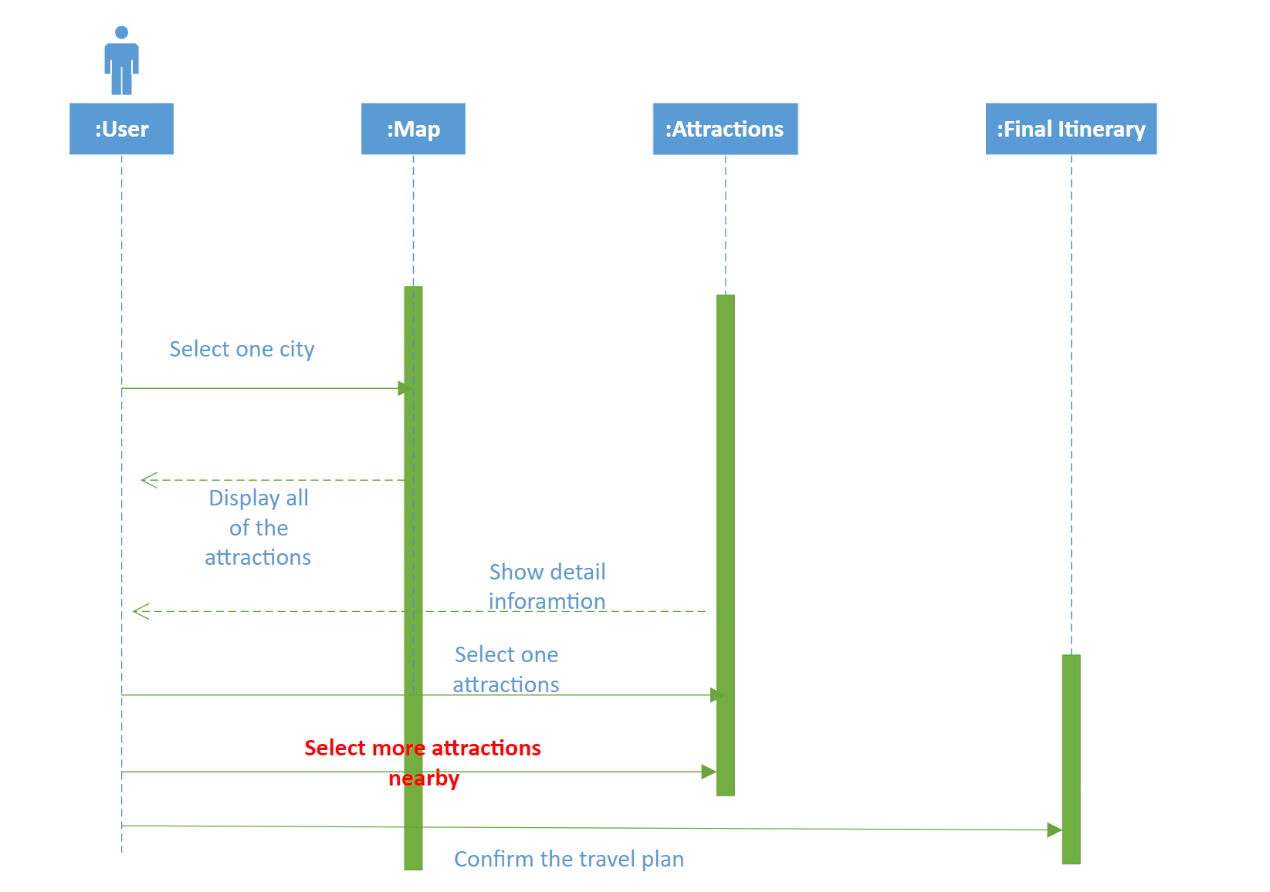 :User
:Map
:Attractions
:Final Itinerary
Select one city
Display all
of the
attractions
Show detail
inforamtion
Select one
attractions
Select more attractions
nearby
Confirm the travel plan